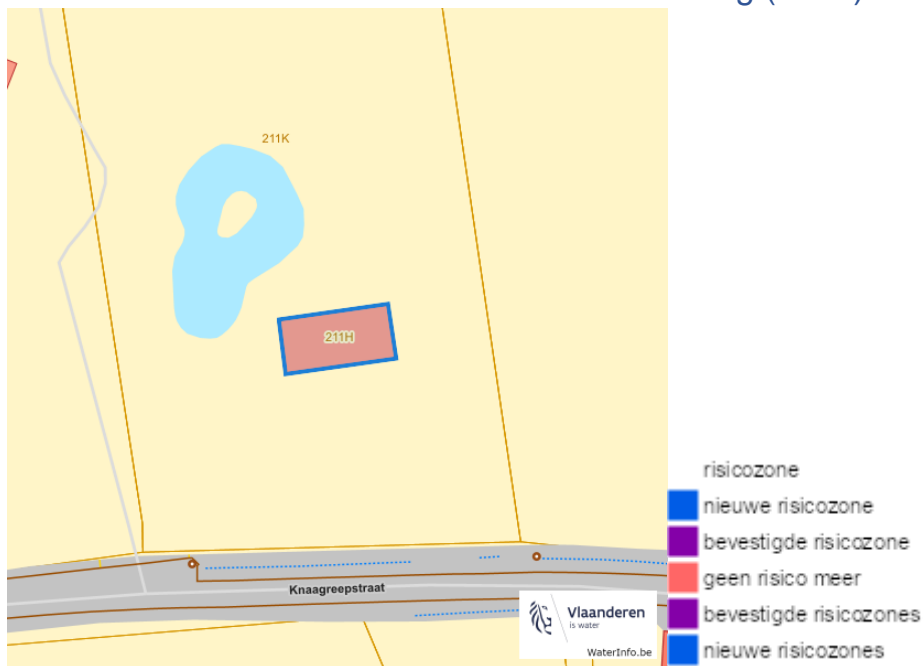 211K
211H
Knaagreepstraat
Vlaanderen
is water
WaterInfo.be
risicozone
nieuwe risicozone
bevestigde risicozone
geen risico meer
bevestigde risicozones
nieuwe risicozones